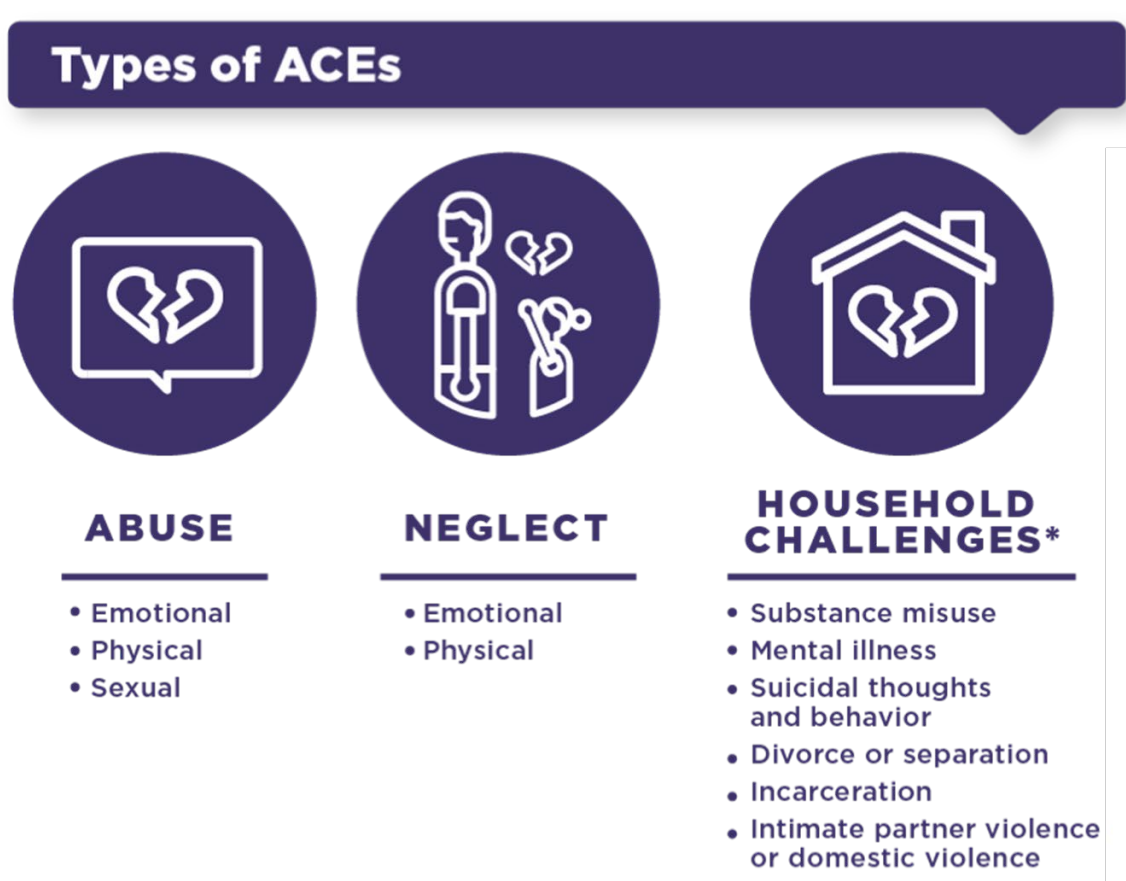 Types of ACEs
ABUSE
• Emotional
• Physical
• Sexual
NEGLECT
• Emotional
• Physical
HOUSEHOLD
CHALLENGES*
• Substance misuse
• Mental illness
• Suicidal thoughts
and behavior
• Divorce or separation
• Incarceration
• Intimate partner violence
or domestic violence